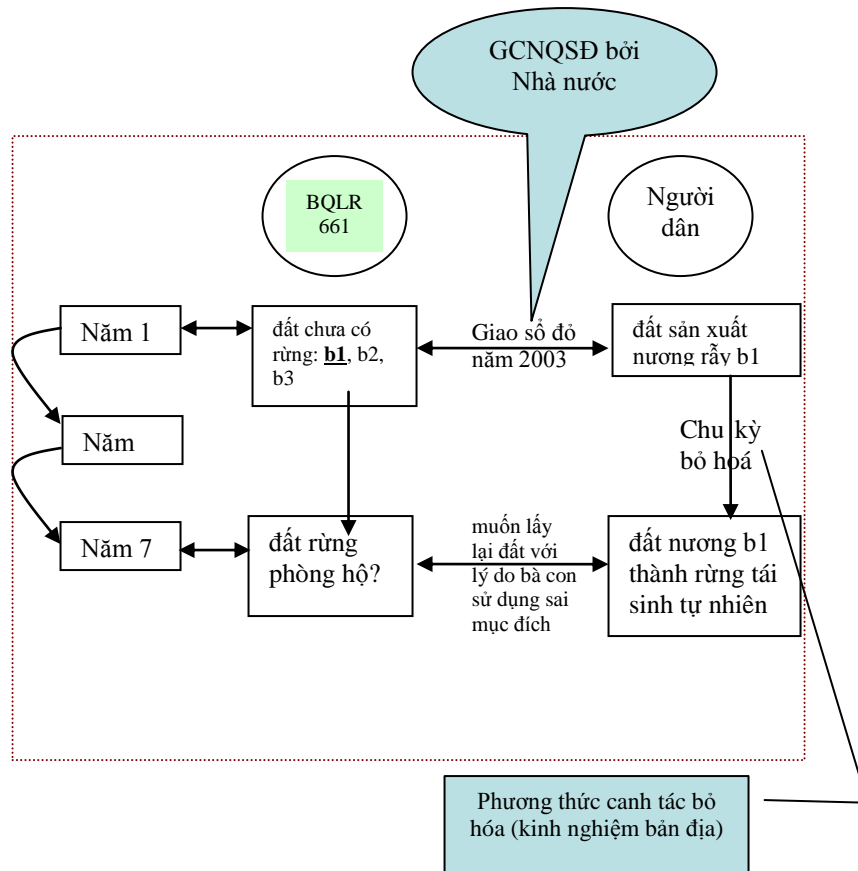 GCNQSĐ bởi
Nhà nước
BQLR
661
Người
dân
Năm 1
đất chưa có
rừng: b1, b2,
b3
Giao sổ đỏ
năm 2003
đất sản xuất
nương rẫy b1
Năm
Chu kỳ
bỏ hoá
Năm 7
đất rừng
phòng hộ?
muốn lấy
lại đất với
lý do bà con
sử dụng sai
mục đích
đất nương b1
thành rừng tái
sinh tự nhiên
Phương thức canh tác bỏ
hóa (kinh nghiệm bản địa)